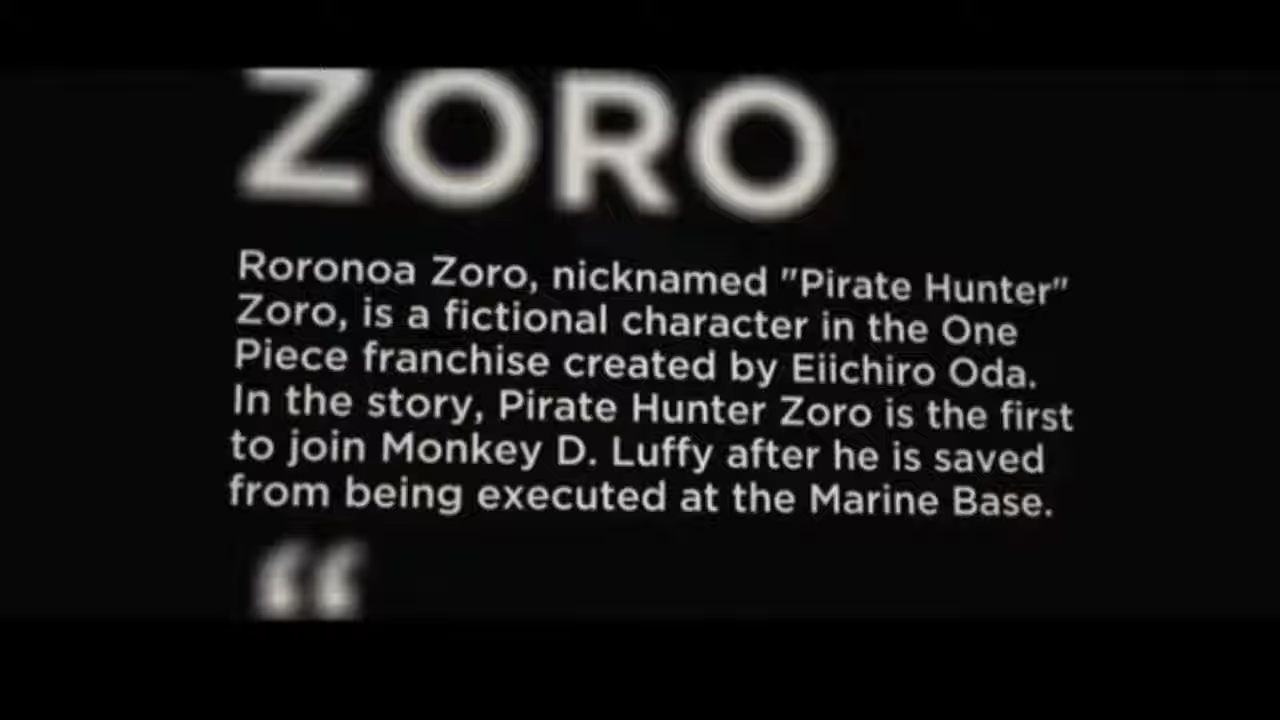 ZORO
Roronoa Zoro, nicknamed "Pirate Hunter"
Zoro, is a fictional character in the One
Piece franchise created by Eiichiro Oda.
In the story, Pirate Hunter Zoro is the first
to join Monkey D. Luffy after he is saved
from being executed at the Marine Base.
“